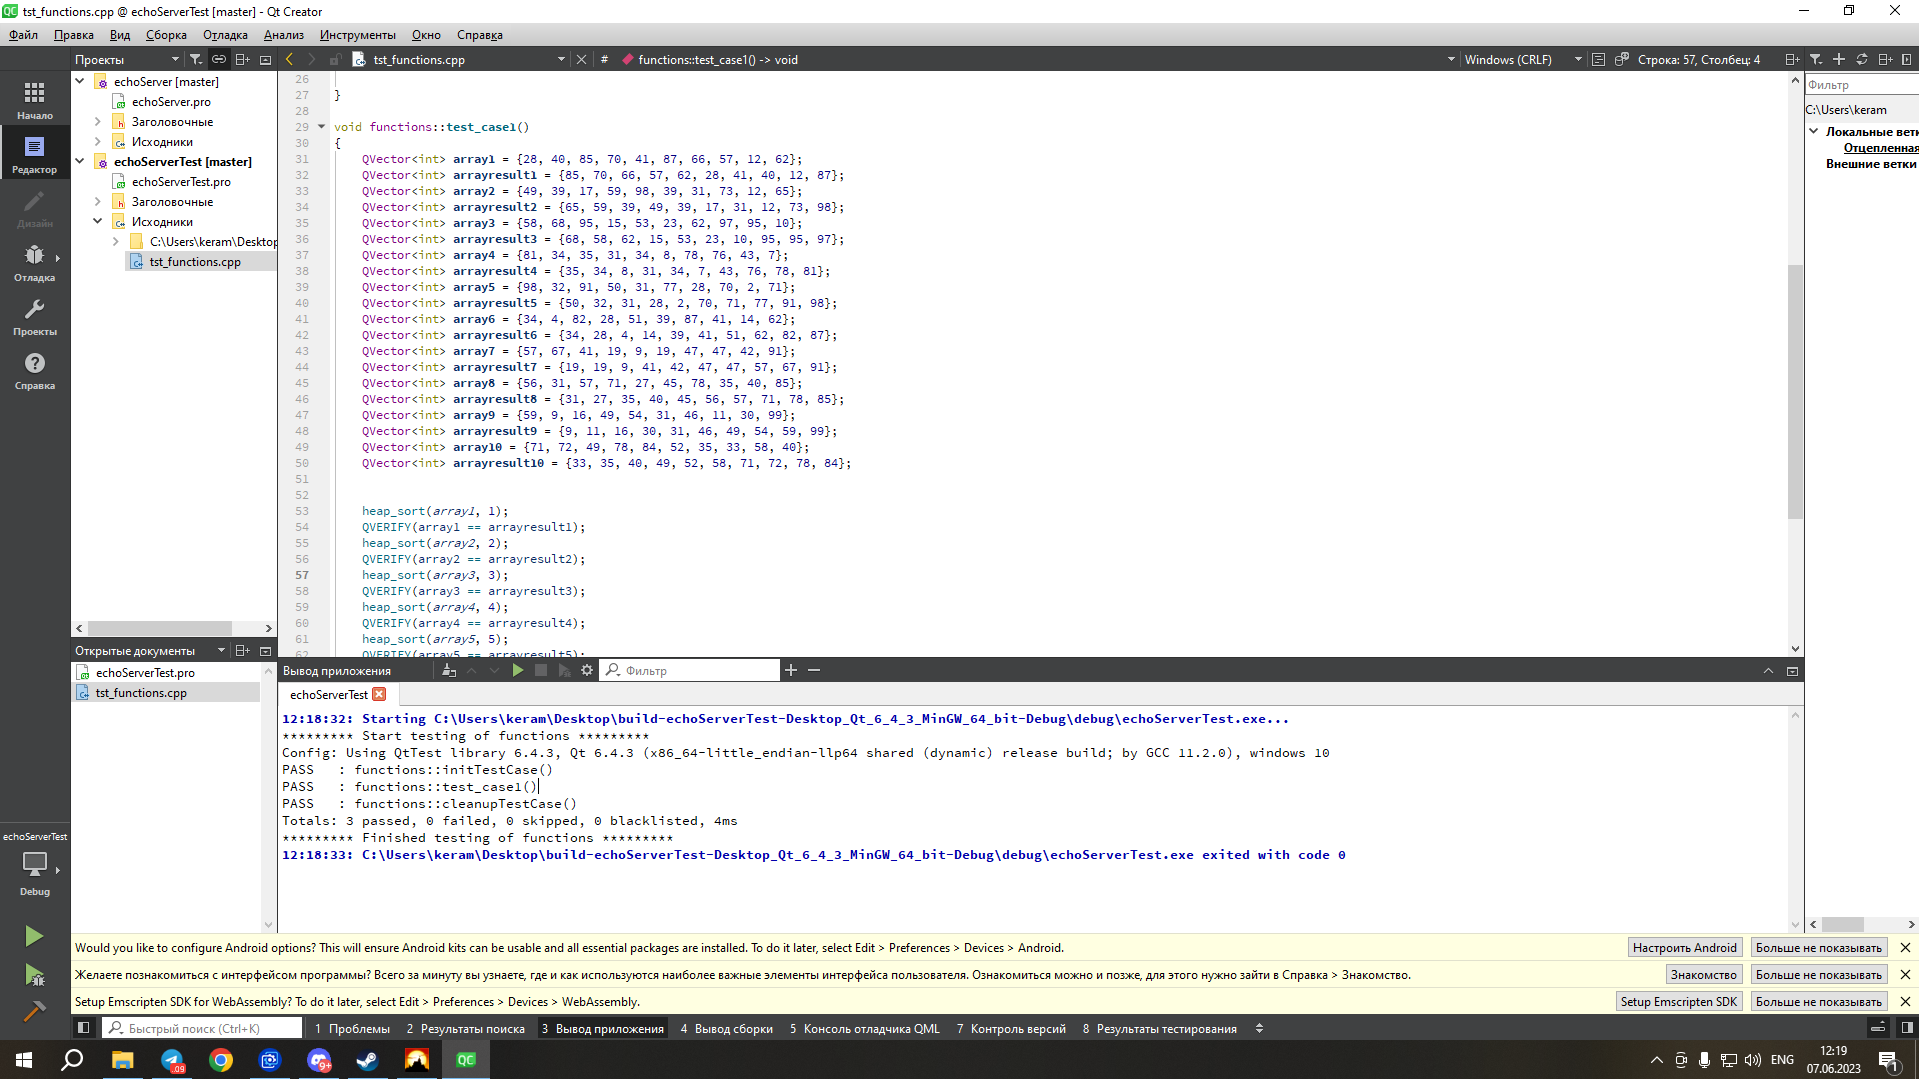 tst_functions.cpp @ echoServerTest [master] - Qt Creator
Файл Правка Вид Сборка Отладка Анализ Инструменты Окно Справка
Проекты
tst_functions.cpp
#
functions::test_case1() -> void
Windows (CRLF)
Строка: 57, Столбец: 4
Начало
Редактор
Дизайн
Отладка
Проекты
Справка
echoServer [master]
echoServer.pro
Заголовочные
Исходники
echoServerTest [master]
echoServerTest.pro
Заголовочные
Исходники
C:\Users\keram\Desktop
tst_functions.cpp
26
27 }
28
29 void functions::test_case1()
30 {
31 QVector<int> array1 = {28, 40, 85, 70, 41, 87, 66, 57, 12, 62};
32 QVector<int> arrayresult1 = {85, 70, 66, 57, 62, 28, 41, 40, 12, 87};
33 QVector<int> array2 = {49, 39, 17, 59, 98, 39, 31, 73, 12, 65};
34 QVector<int> arrayresult2 = {65, 59, 39, 49, 39, 17, 31, 12, 73, 98};
35 QVector<int> array3 = {58, 68, 95, 15, 53, 23, 62, 97, 95, 10};
36 QVector<int> arrayresult3 = {68, 58, 62, 15, 53, 23, 10, 95, 95, 97};
37 QVector<int> array4 = {81, 34, 35, 31, 34, 8, 78, 76, 43, 7};
38 QVector<int> arrayresult4 = {35, 34, 8, 31, 34, 7, 43, 76, 78, 81};
39 QVector<int> array5 = {98, 32, 91, 50, 31, 77, 28, 70, 2, 71};
40 QVector<int> arrayresult5 = {50, 32, 31, 28, 2, 70, 71, 77, 91, 98};
41 QVector<int> array6 = {34, 4, 82, 28, 51, 39, 87, 41, 14, 62};
42 QVector<int> arrayresult6 = {34, 28, 4, 14, 39, 41, 51, 62, 82, 87};
43 QVector<int> array7 = {57, 67, 41, 19, 9, 19, 47, 47, 42, 91};
44 QVector<int> arrayresult7 = {19, 19, 9, 41, 42, 47, 47, 57, 67, 91};
45 QVector<int> array8 = {56, 31, 57, 71, 27, 45, 78, 35, 40, 85};
46 QVector<int> arrayresult8 = {31, 27, 35, 40, 45, 56, 57, 71, 78, 85};
47 QVector<int> array9 = {59, 9, 16, 49, 54, 31, 46, 11, 30, 99};
48 QVector<int> arrayresult9 = {9, 11, 16, 30, 31, 46, 49, 54, 59, 99};
49 QVector<int> array10 = {71, 72, 49, 78, 84, 52, 35, 33, 58, 40};
50 QVector<int> arrayresult10 = {33, 35, 40, 49, 52, 58, 71, 72, 78, 84};
51
52
53 heap_sort(array1, 1);
54 QVERIFY(array1 == arrayresult1);
55 heap_sort(array2, 2);
56 QVERIFY(array2 == arrayresult2);
57 heap_sort(array3, 3);
58 QVERIFY(array3 == arrayresult3);
59 heap_sort(array4, 4);
60 QVERIFY(array4 == arrayresult4);
61 heap_sort(array5, 5);
62 QVERIFY(array5 == arrayresult5);
Фильтр
C:\Users\keram
Локальные ветк
Отцепленная
Внешние ветки
Открытые документы
echoServerTest.pro
tst_functions.cpp
Вывод приложения
Фильтр
echoServerTest
12:18:32: Starting C:\Users\keram\Desktop\build-echoServerTest-Desktop_Qt_6_4_3_MinGW_64_bit-Debug\debug\echoServerTest.exe...
********* Start testing of functions *********
Config: Using QtTest library 6.4.3, Qt 6.4.3 (x86_64-little_endian-llp64 shared (dynamic) release build; by GCC 11.2.0), windows 10
PASS : functions::initTestCase()
PASS : functions::test_case1()
PASS : functions::cleanupTestCase()
Totals: 3 passed, 0 failed, 0 skipped, 0 blacklisted, 4ms
********* Finished testing of functions *********
12:18:33: C:\Users\keram\Desktop\build-echoServerTest-Desktop_Qt_6_4_3_MinGW_64_bit-Debug\debug\echoServerTest.exe exited with code 0
echoServerTest
Debug
Would you like to configure Android options? This will ensure Android kits can be usable and all essential packages are installed. To do it later, select Edit > Preferences > Devices > Android.
Настроить Android
Больше не показывать
Желаете познакомиться с интерфейсом программы? Всего за минуту вы узнаете, где и как используются наиболее важные элементы интерфейса пользователя. Ознакомиться можно и позже, для этого нужно зайти в Справка > Знакомство.
Знакомство
Больше не показывать
Setup Emscripten SDK for WebAssembly? To do it later, select Edit > Preferences > Devices > WebAssembly.
Setup Emscripten SDK
Больше не показывать
Быстрый поиск (Ctrl+K)
1 Проблемы 2 Результаты поиска 3 Вывод приложения 4 Вывод сборки 5 Консоль отладчика QML 7 Контроль версий 8 Результаты тестирования
.09
9+
QC
ENG
12:19
07.06.2023
1